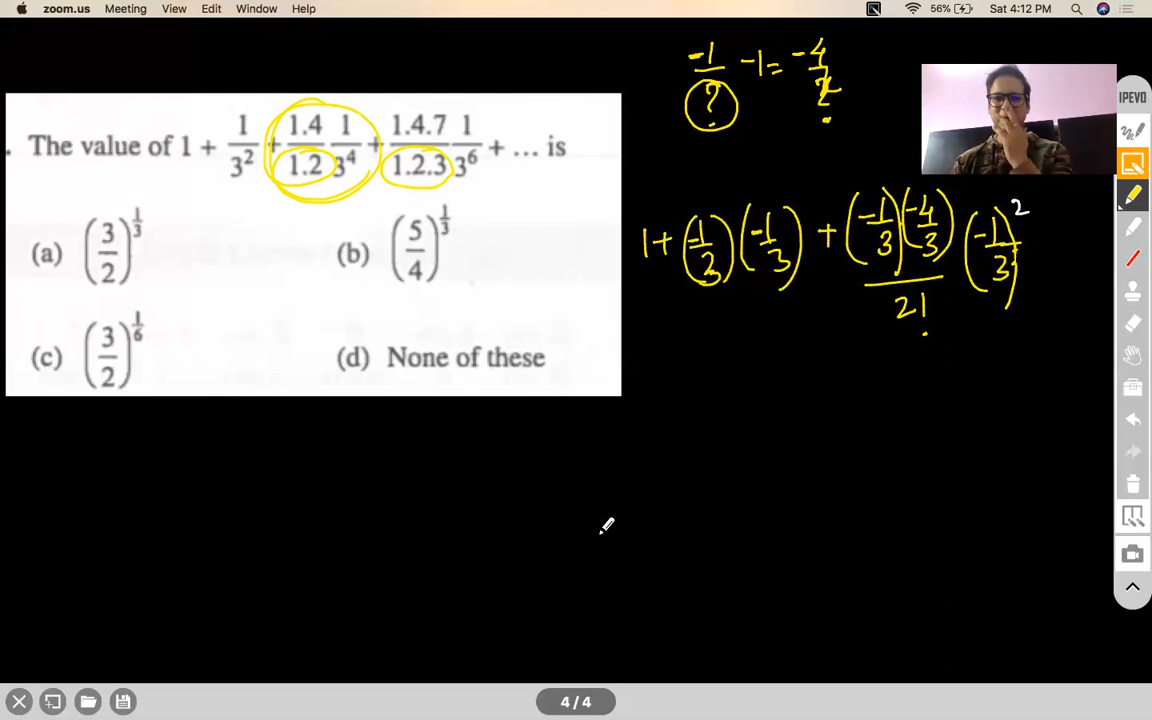 zoom.us Meeting View Edit Window Help 56% Sat 4:12 PM
-1/? -1 = -4/?
IPEVO
. The value of 1 + 1/3² + 1.4/1.2 1/3⁴ + 1.4.7/1.2.3 1/3⁶ + ... is
1 + (-1/3)(-1/3) + (-1/3)(-4/3)/2! (-1/3)²
(a) (3/2)^1/3 (b) (5/4)^1/3
(c) (3/2)^1/6 (d) None of these
4 / 4